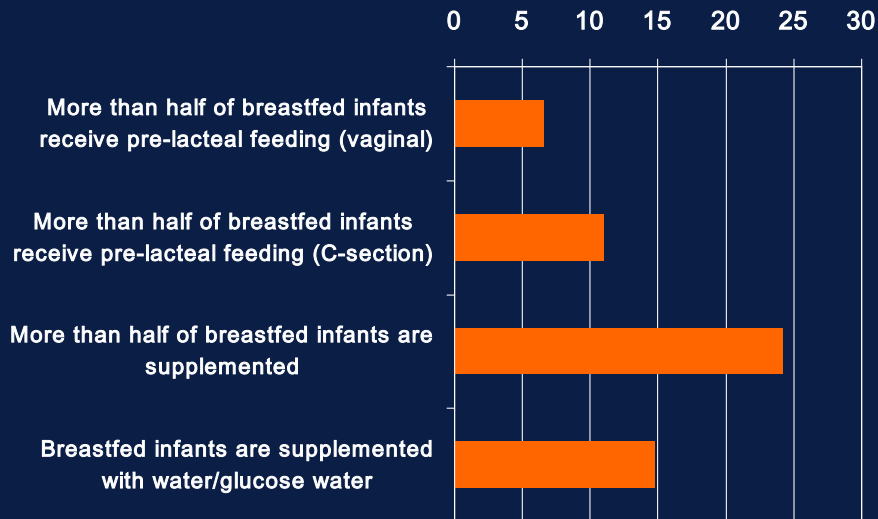 0 5 10 15 20 25 30
More than half of breastfed infants
receive pre-lacteal feeding (vaginal)
More than half of breastfed infants
receive pre-lacteal feeding (C-section)
More than half of breastfed infants are
supplemented
Breastfed infants are supplemented
with water/glucose water